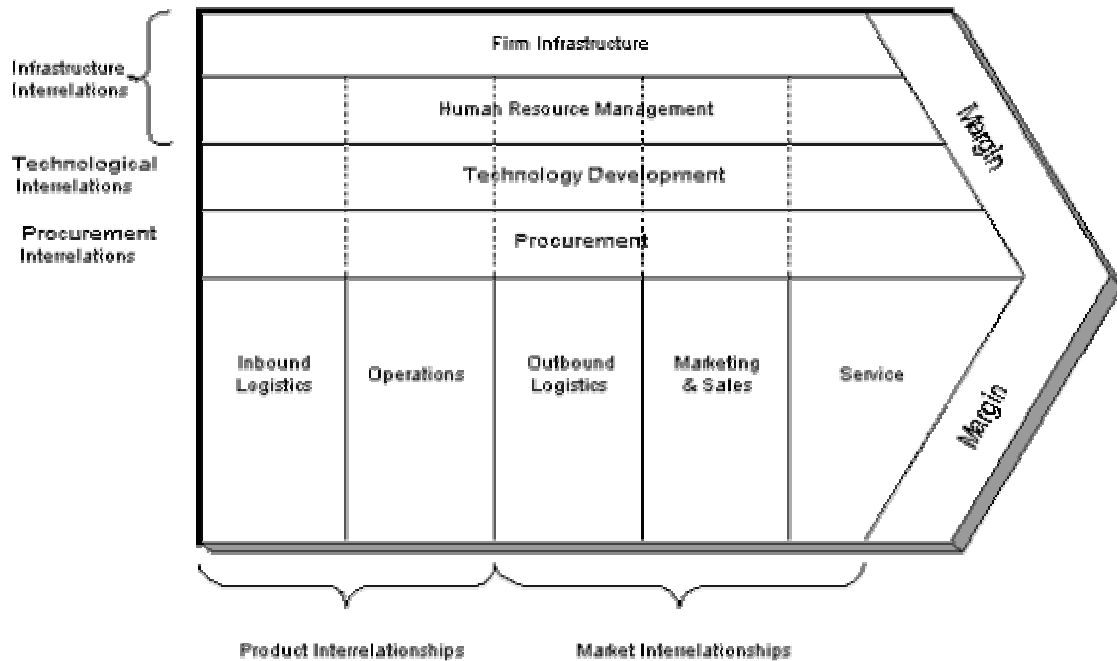 Firm Infrastructure
Infrastructure
Interrelations
Human Resource Management
Margin
Technological
Interrelations
Technology Development
Procurement
Interrelations
Procurement
Inbound
Logistics
Operations
Outbound
Logistics
Marketing
& Sales
Service
Margin
Product Interrelationships
Market Interrelationships